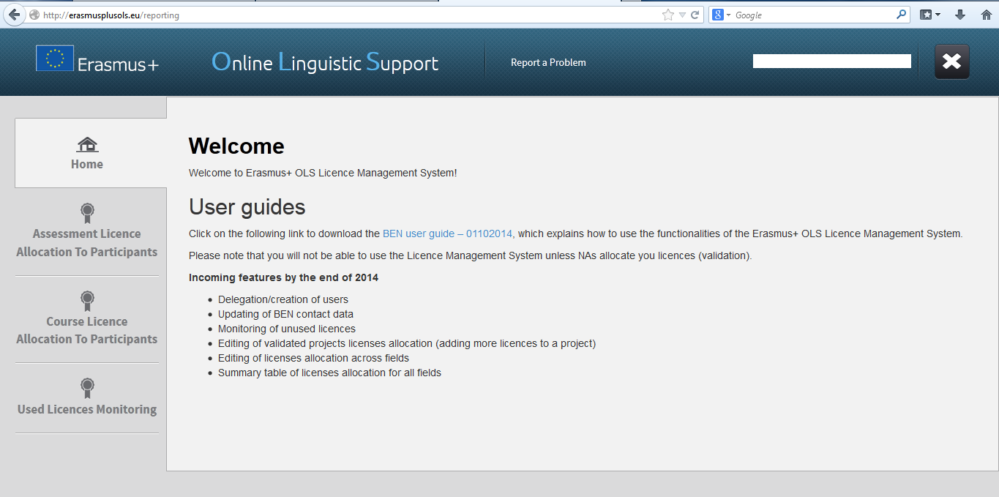 http://erasmusplusols.eu/reporting
Google
Erasmus+
Online Linguistic Support
Report a Problem
Home
Assessment Licence
Allocation To Participants
Course Licence
Allocation To Participants
Used Licences Monitoring
Welcome
Welcome to Erasmus+ OLS Licence Management System!
User guides
Click on the following link to download the BEN user guide – 01102014, which explains how to use the functionalities of the Erasmus+ OLS Licence Management System.
Please note that you will not be able to use the Licence Management System unless NAs allocate you licences (validation).
Incoming features by the end of 2014
• Delegation/creation of users
• Updating of BEN contact data
• Monitoring of unused licences
• Editing of validated projects licenses allocation (adding more licences to a project)
• Editing of licenses allocation across fields
• Summary table of licenses allocation for all fields